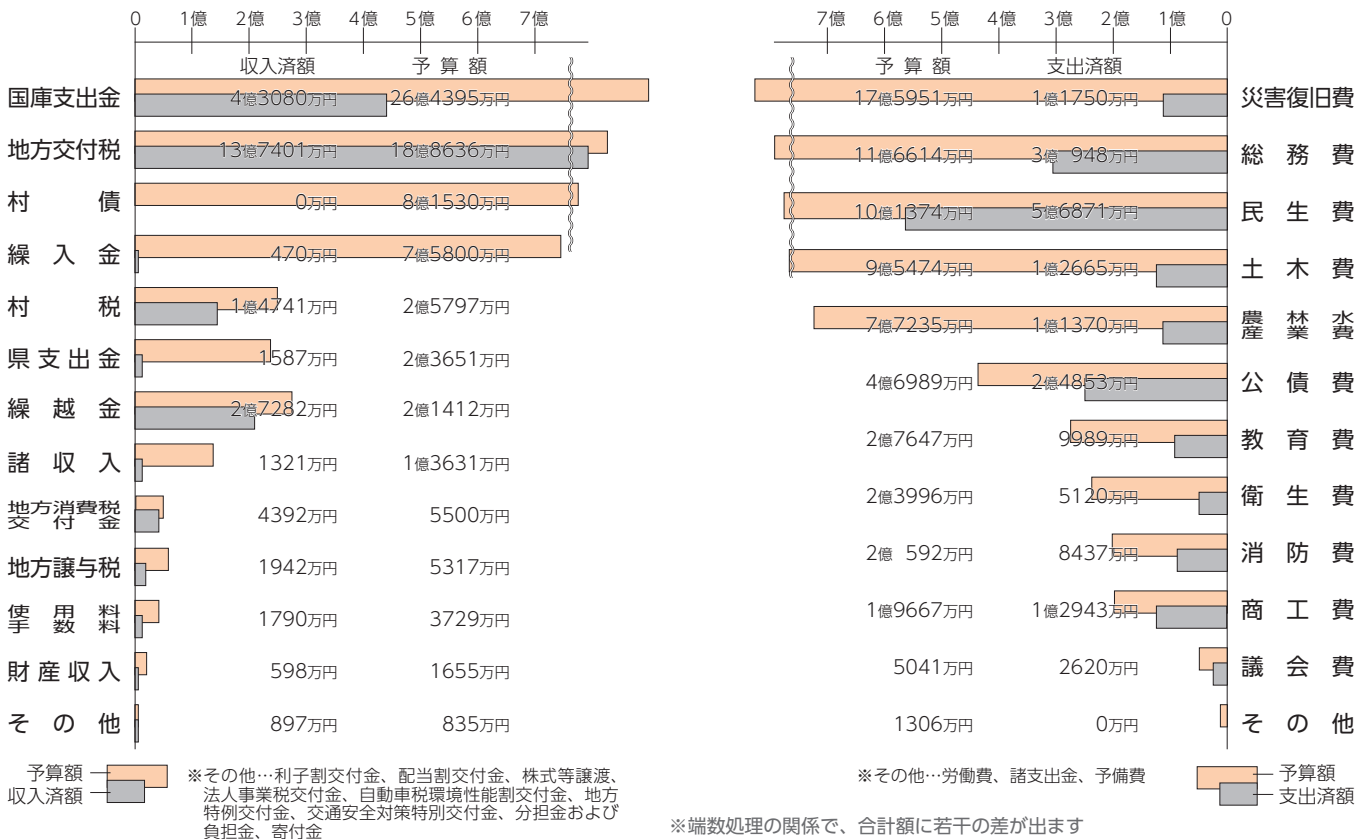 0 1億 2億 3億 4億 5億 6億 7億
収入済額 予算額
国庫支出金 4億3080万円 26億4395万円
地方交付税 13億7401万円 18億8636万円
村債 0万円 8億1530万円
繰入金 470万円 7億5800万円
村税 1億4741万円 2億5797万円
県支出金 1587万円 2億3651万円
繰越金 2億7282万円 2億1412万円
諸収入 1321万円 1億3631万円
地方消費税交付金 4392万円 5500万円
地方譲与税 1942万円 5317万円
使用料手数料 1790万円 3729万円
財産収入 598万円 1655万円
その他 897万円 835万円
予算額
収入済額
※その他…利子割交付金、配当割交付金、株式等譲渡、
法人事業税交付金、自動車税環境性能割交付金、地方
特例交付金、交通安全対策特別交付金、分担金および
負担金、寄付金
7億 6億 5億 4億 3億 2億 1億 0
予算額 支出済額
17億5951万円 1億1750万円 災害復旧費
11億6614万円 3億 948万円 総務費
10億1374万円 5億6871万円 民生費
9億5474万円 1億2665万円 土木費
7億7235万円 1億1370万円 農林水産業費
4億6989万円 2億4853万円 公債費
2億7647万円 9989万円 教育費
2億3996万円 5120万円 衛生費
2億 592万円 8437万円 消防費
1億9667万円 1億2943万円 商工費
5041万円 2620万円 議会費
1306万円 0万円 その他
※その他…労働費、諸支出金、予備費
予算額
支出済額
※端数処理の関係で、合計額に若干の差が出ます